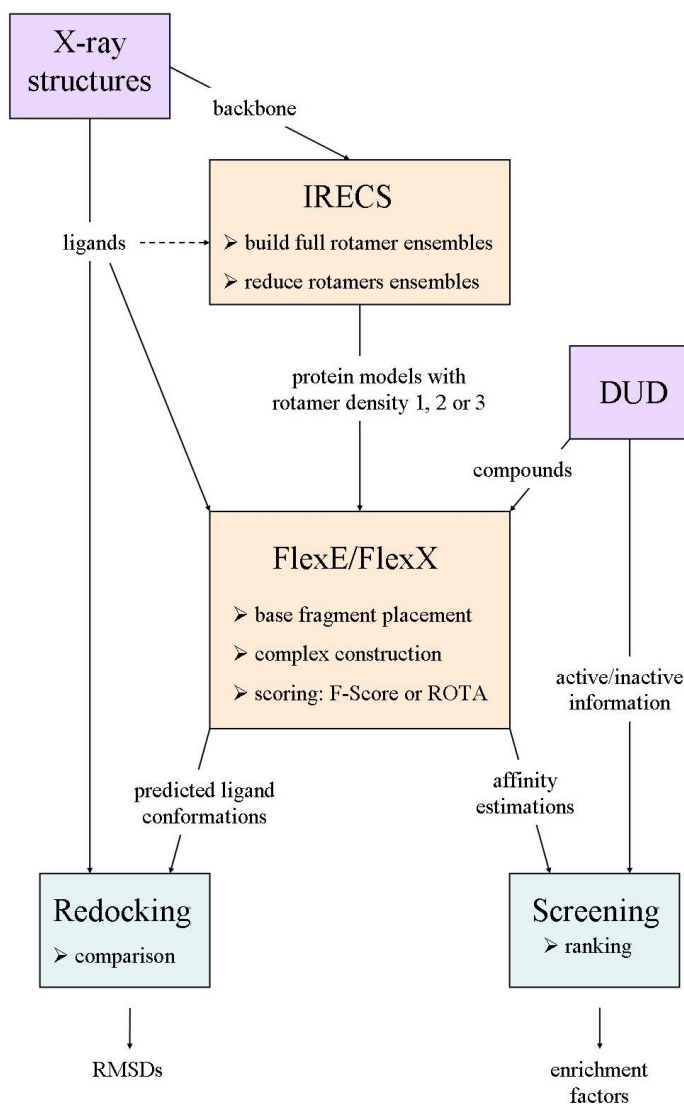 X-ray
structures
backbone
IRECS
➢ build full rotamer ensembles
➢ reduce rotamers ensembles
ligands
protein models with
rotamer density 1, 2 or 3
DUD
compounds
FlexE/FlexX
➢ base fragment placement
➢ complex construction
➢ scoring: F-Score or ROTA
active/inactive
information
predicted ligand
conformations
affinity
estimations
Redocking
➢ comparison
Screening
➢ ranking
RMSDs
enrichment
factors